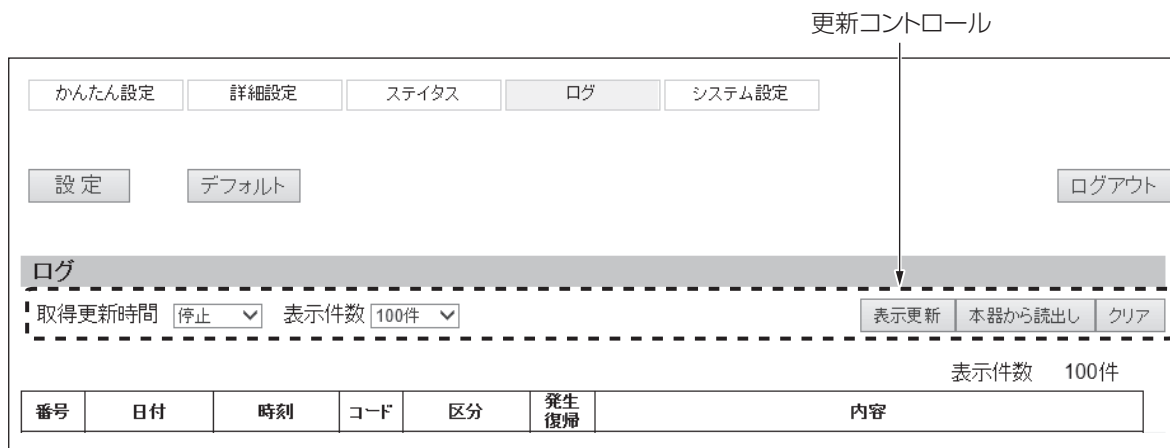 更新コントロール
かんたん設定 詳細設定 ステイタス ログ システム設定
設 定 デフォルト ログアウト
ログ
取得更新時間 停止 表示件数 100件 表示更新 本器から読出し クリア
表示件数 100件
番号 日付 時刻 コード 区分 発生復帰 内容